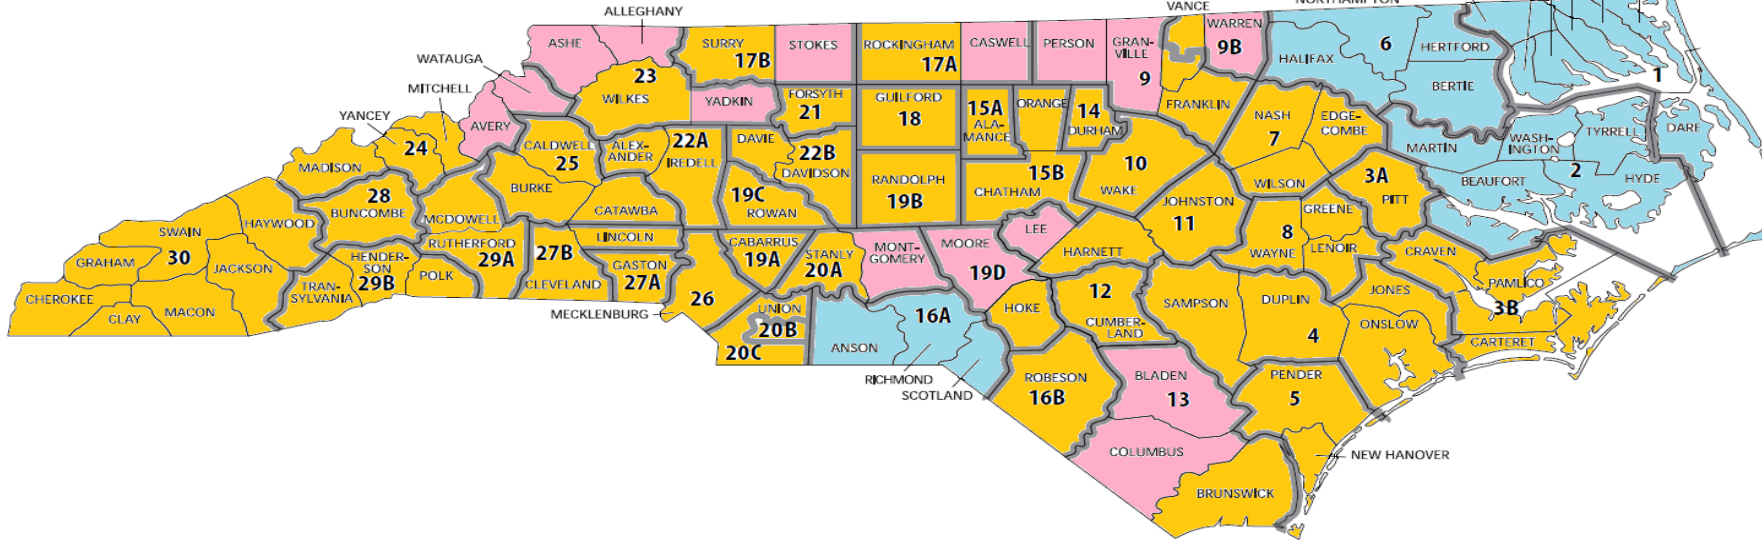 NORTHAMPTON
VANCE
ALLEGHANY
ASHE
SURRY
17B
STOKES
ROCKINGHAM
17A
CASWELL
PERSON
GRAN-
VILLE
9
WARREN
9B
HALIFAX
6
HERTFORD
BERTIE
1
WATAUGA
MITCHELL
YANCEY
AVERY
23
WILKES
YADKIN
FORSYTH
21
GUILFORD
18
15A
ALA-
MANCE
ORANGE
14
DURHAM
FRANKLIN
NASH
7
EDGE-
COMBE
MARTIN
WASH-
INGTON
TYRRELL
DARE
MADISON
24
CALDWELL
25
BURKE
ALEX-
ANDER
22A
IREDELL
DAVIE
22B
DAVIDSON
RANDOLPH
19B
15B
CHATHAM
10
WAKE
WILSON
3A
PITT
BEAUFORT
2
HYDE
28
BUNCOMBE
MCDOWELL
CATAWBA
19C
ROWAN
JOHNSTON
11
GREENE
8
WAYNE
LENOIR
CRAVEN
HAYWOOD
SWAIN
GRAHAM
30
JACKSON
CHEROKEE
CLAY
MACON
HENDER-
SON
29B
TRAN-
SYLVANIA
RUTHERFORD
29A
POLK
27B
CLEVELAND
LINCOLN
GASTON
27A
26
MECKLENBURG
CABARRUS
19A
STANLY
20A
MONT-
GOMERY
MOORE
19D
LEE
HARNETT
UNION
20B
20C
ANSON
16A
RICHMOND
SCOTLAND
HOKE
12
CUMBER-
LAND
SAMPSON
DUPLIN
4
JONES
ONSLOW
PAMLICO
3B
CARTERET
ROBESON
16B
BLADEN
13
COLUMBUS
PENDER
5
NEW HANOVER
BRUNSWICK